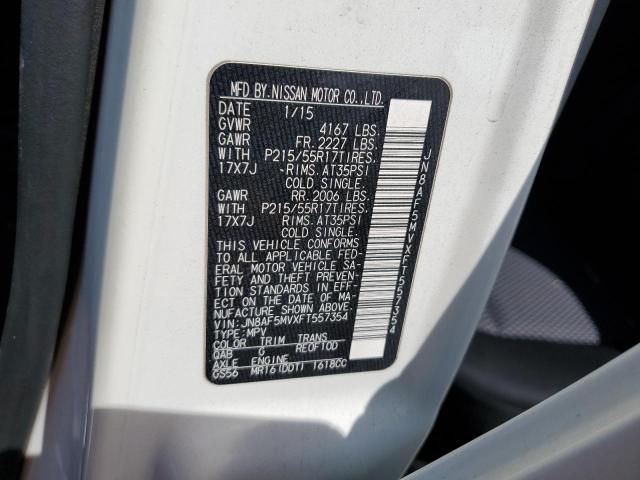 MFD BY.NISSAN MOTOR CO.,LTD.
DATE 1/15
GVWR 4167 LBS.
GAWR FR. 2227 LBS.
WITH P215/55R17TIRES.
17X7J RIMS. AT35PSI
COLD SINGLE.
GAWR RR. 2006 LBS.
WITH P215/55R17TIRES.
17X7J RIMS. AT35PSI
COLD SINGLE.
THIS VEHICLE CONFORMS
TO ALL APPLICABLE FED-
ERAL MOTOR VEHICLE SA-
FETY AND THEFT PREVEN-
TION STANDARDS IN EFF-
ECT ON THE DATE OF MA-
NUFACTURE SHOWN ABOVE.
VIN: JN8AF5MVXFT557354
TYPE: MPV
COLOR TRIM TRANS
QAB G RE0F10D
AXLE ENGINE
GS56 MR16(DDT) 1618CC
JN8AF5MVXFT557354